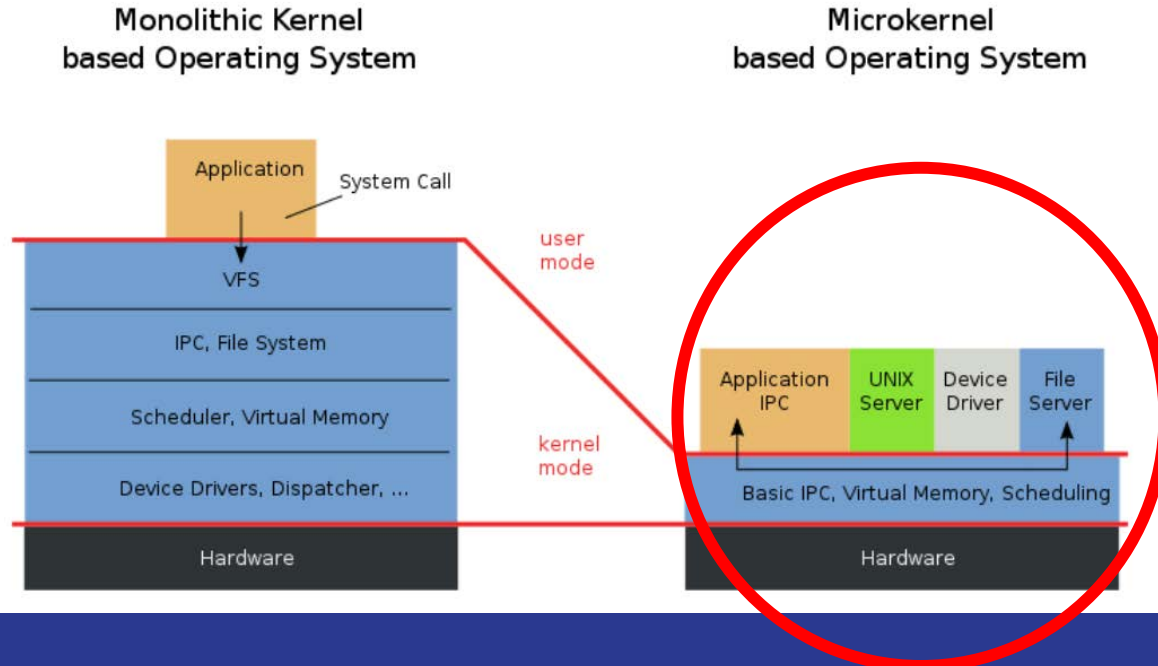 Monolithic Kernel
based Operating System
Microkernel
based Operating System
Application
System Call
VFS
IPC, File System
Scheduler, Virtual Memory
Device Drivers, Dispatcher, ...
Hardware
user
mode
kernel
mode
Application
IPC
UNIX
Server
Device
Driver
File
Server
Basic IPC, Virtual Memory, Scheduling
Hardware